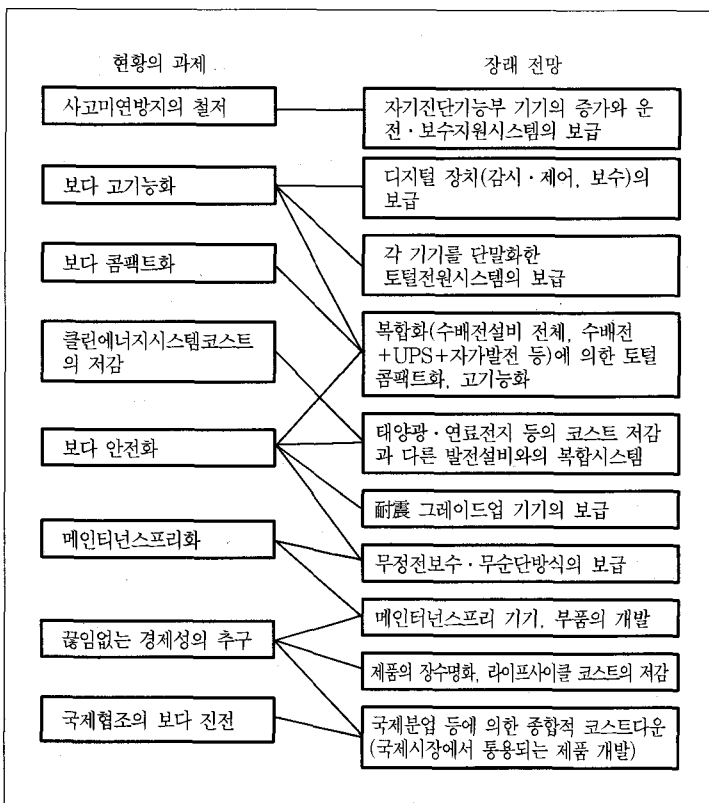 현황의 과제
장래 전망
사고미연방지의 철저
자기진단기능부 기기의 증가와 운
전·보수지원시스템의 보급
보다 고기능화
디지털 장치(감시·제어, 보수)의
보급
보다 콤팩트화
각 기기를 단말화한
토털전원시스템의 보급
클린에너지시스템코스트
의 저감
복합화(수배전설비 전체, 수배전
+UPS+자가발전 등)에 의한 토털
콤팩트화, 고기능화
보다 안전화
태양광·연료전지 등의 코스트 저감
과 다른 발전설비와의 복합시스템
耐震 그레이드업 기기의 보급
메인터넌스프리화
무정전보수·무순단방식의 보급
메인터넌스프리 기기, 부품의 개발
끊임없는 경제성의 추구
제품의 장수명화, 라이프사이클 코스트의 저감
국제협조의 보다 진전
국제분업 등에 의한 종합적 코스트다운
(국제시장에서 통용되는 제품 개발)